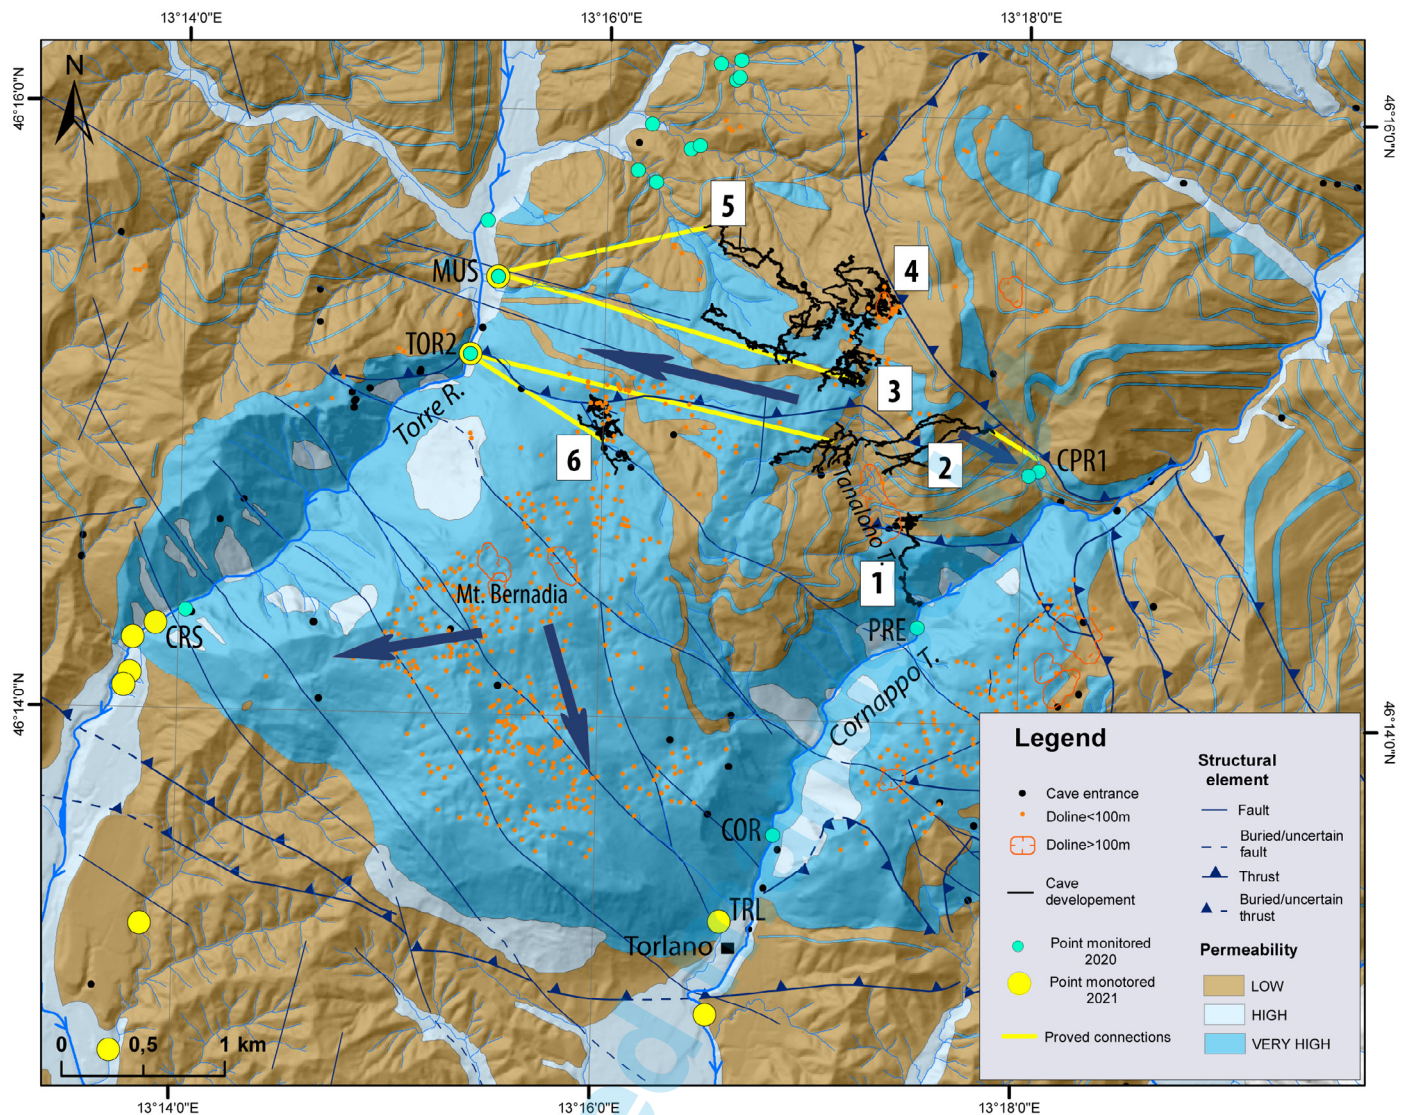 13°14'0"E
13°16'0"E
13°18'0"E
N
46°16'0"N
46°16'0"N
5
4
MUS
TOR2
3
Torre R.
6
2
CPR1
Tanaloho T.
1
Mt. Bernadia
CRS
PRE
Cornappo T.
46°14'0"N
46°14'0"N
COR
TRL
Torlano
Legend
Cave entrance
Doline<100m
Doline>100m
Cave
development
Point monitored
2020
Point monotored
2021
Proved connections
Structural
element
Fault
Buried/uncertain
fault
Thrust
Buried/uncertain
thrust
Permeability
LOW
HIGH
VERY HIGH
0 0,5 1 km
13°14'0"E
13°16'0"E
13°18'0"E